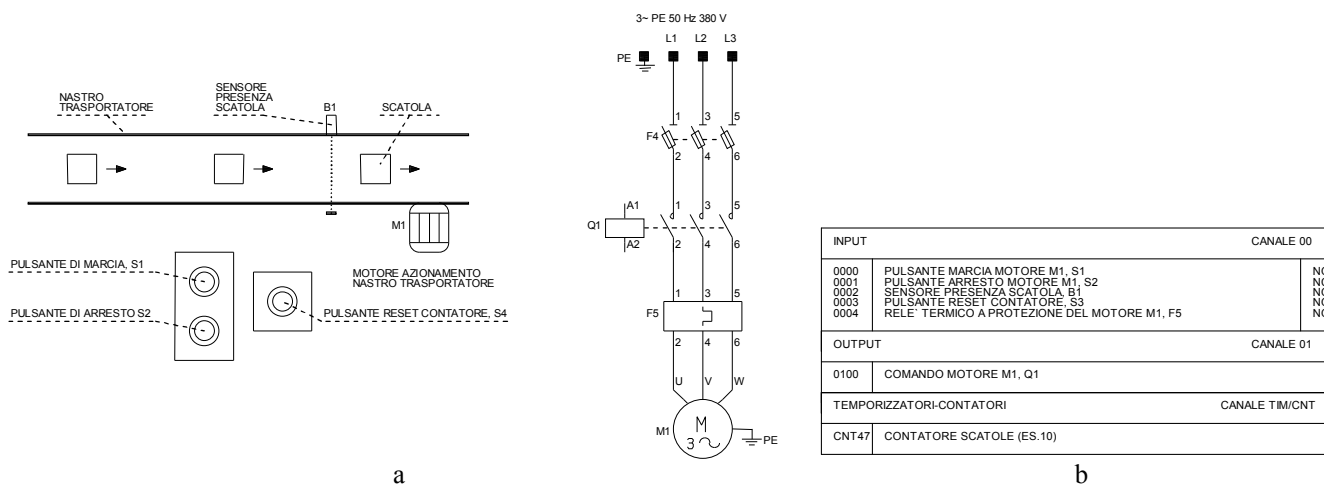 NASTRO
TRASPORTATORE
SENSORE
PRESENZA
SCATOLA
B1
SCATOLA
M1
PULSANTE DI MARCIA, S1
PULSANTE DI ARRESTO S2
MOTORE AZIONAMENTO
NASTRO TRASPORTATORE
PULSANTE RESET CONTATORE, S4
a
3~ PE 50 Hz 380 V
L1 L2 L3
PE
1 3 5
F4
2 4 6
A1
1 3 5
Q1
A2
2 4 6
1 3 5
F5
2 4 6
U V W
M1
M
3
PE
INPUT CANALE 00
0000 PULSANTE MARCIA MOTORE M1, S1
0001 PULSANTE ARRESTO MOTORE M1, S2
0002 SENSORE PRESENZA SCATOLA, B1
0003 PULSANTE RESET CONTATORE, S3
0004 RELE` TERMICO A PROTEZIONE DEL MOTORE M1, F5
OUTPUT CANALE 01
0100 COMANDO MOTORE M1, Q1
TEMPORIZZATORI-CONTATORI CANALE TIM/CNT
CNT47 CONTATORE SCATOLE (ES.10)
b